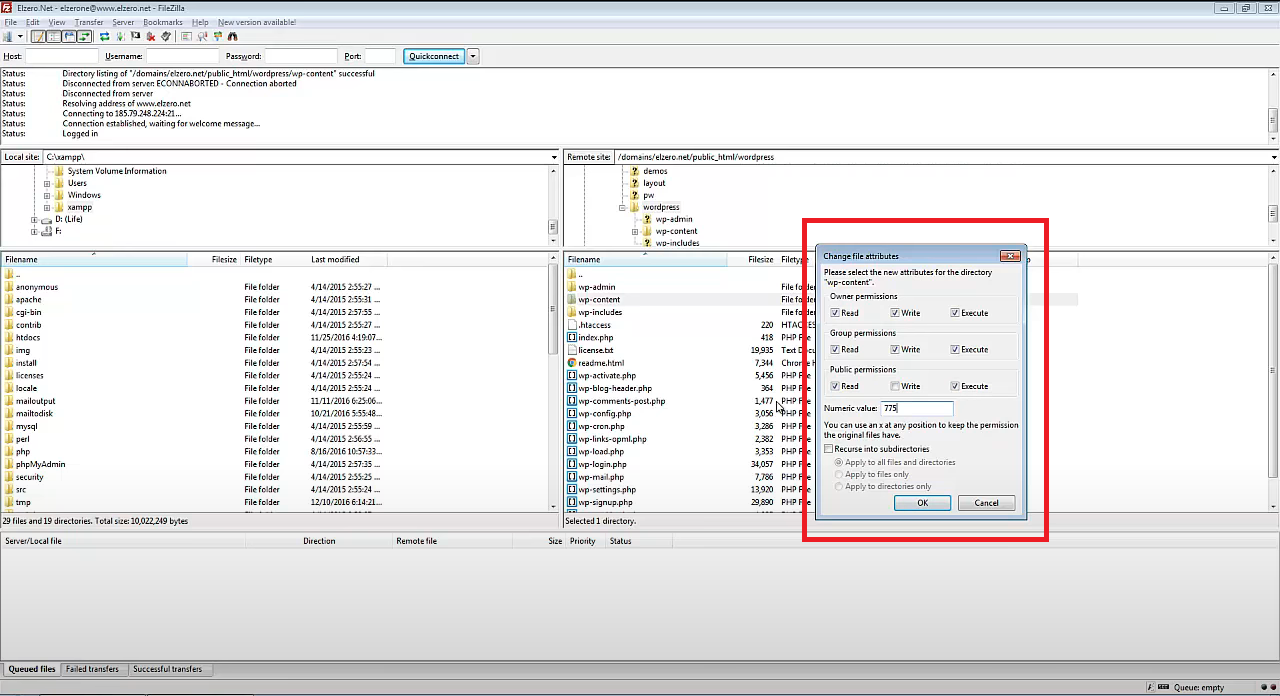 Elzero.Net - elzerone@www.elzero.net - FileZilla
File Edit View Transfer Server Bookmarks Help New version available!
Host: Username: Password: Port: Quickconnect
Status: Directory listing of "/domains/elzero.net/public_html/wordpress/wp-content" successful
Status: Disconnected from server: ECONNABORTED - Connection aborted
Status: Disconnected from server
Status: Resolving address of www.elzero.net
Status: Connecting to 185.79.248.224:21...
Status: Connection established, waiting for welcome message...
Status: Logged in
Local site: C:\xampp\
System Volume Information
Users
Windows
xampp
D: (Life)
F:
Remote site: /domains/elzero.net/public_html/wordpress
demos
layout
pw
wordpress
wp-admin
wp-content
wp-includes
Filename Filesize Filetype Last modified
..
anonymous File folder 4/14/2015 2:55:27 ...
apache File folder 4/14/2015 2:55:31 ...
cgi-bin File folder 4/14/2015 2:57:55 ...
contrib File folder 4/14/2015 2:55:27 ...
htdocs File folder 11/25/2016 4:19:07...
img File folder 4/14/2015 2:55:23 ...
install File folder 4/14/2015 2:57:54 ...
licenses File folder 4/14/2015 2:55:24 ...
locale File folder 4/14/2015 2:55:24 ...
mailoutput File folder 11/11/2016 6:25:06...
mailtodisk File folder 10/21/2016 5:55:48...
mysql File folder 4/14/2015 2:55:59 ...
perl File folder 4/14/2015 2:56:55 ...
php File folder 8/16/2016 10:57:33...
phpMyAdmin File folder 4/14/2015 2:57:35 ...
security File folder 4/14/2015 2:55:25 ...
src File folder 4/14/2015 2:55:24 ...
tmp File folder 12/10/2016 6:14:21...
29 files and 19 directories. Total size: 10,022,249 bytes
Filename Filesize Filetype
..
wp-admin File folder
wp-content File folder
wp-includes File folder
.htaccess 220 HTACCES
index.php 418 PHP File
license.txt 19,935 Text Docu
readme.html 7,344 Chrome H
wp-activate.php 5,456 PHP File
wp-blog-header.php 364 PHP File
wp-comments-post.php 1,477 PHP File
wp-config.php 3,056 PHP File
wp-cron.php 3,286 PHP File
wp-links-opml.php 2,382 PHP File
wp-load.php 3,353 PHP File
wp-login.php 34,057 PHP File
wp-mail.php 7,786 PHP File
wp-settings.php 13,920 PHP File
wp-signup.php 29,890 PHP File
Selected 1 directory.
Change file attributes
Please select the new attributes for the directory
"wp-content".
Owner permissions
Read Write Execute
Group permissions
Read Write Execute
Public permissions
Read Write Execute
Numeric value: 775
You can use an x at any position to keep the permission
the original files have.
Recurse into subdirectories
Apply to all files and directories
Apply to files only
Apply to directories only
OK Cancel
Server/Local file Direction Remote file Size Priority Status
Queued files Failed transfers Successful transfers
Queue: empty